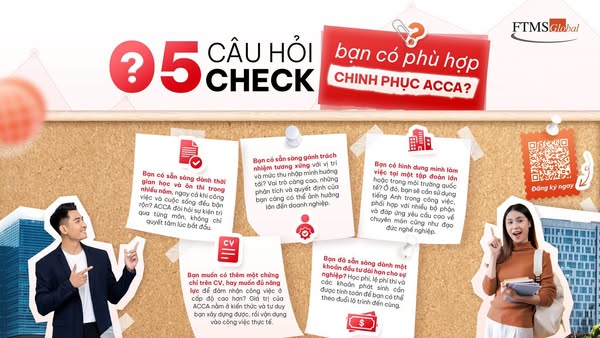 ? 5 CÂU HỎI
CHECK
bạn có phù hợp
CHINH PHỤC ACCA?
FTMSGlobal
Bạn có sẵn sàng dành thời
gian học và ôn thi trong
nhiều năm, ngay cả khi công
việc và cuộc sống đều bận
rộn? ACCA đòi hỏi sự kiên trì
qua từng môn, không chỉ
quyết tâm lúc bắt đầu.
Bạn có sẵn sàng gánh trách
nhiệm tương xứng với vị trí
và mức thu nhập mình hướng
tới? Vai trò càng cao, những
phân tích và quyết định của
bạn càng có thể ảnh hưởng
lớn đến doanh nghiệp.
Bạn có hình dung mình làm
việc tại một tập đoàn lớn
hoặc trong môi trường quốc
tế? Ở đó, bạn sẽ cần sử dụng
tiếng Anh trong công việc,
phối hợp với nhiều bộ phận
và đáp ứng yêu cầu cao về
chuyên môn cũng như đạo
đức nghề nghiệp.
Đăng ký ngay
CV
Bạn muốn có thêm một chứng
chỉ trên CV, hay muốn đủ năng
lực để đảm nhận công việc ở
cấp độ cao hơn? Giá trị của
ACCA nằm ở kiến thức và tư duy
bạn xây dựng được, rồi vận dụng
vào công việc thực tế.
Bạn đã sẵn sàng dành một
khoản đầu tư dài hạn cho sự
nghiệp? Học phí, lệ phí thi và
các khoản phát sinh cần
được tính toán để bạn có thể
theo đuổi lộ trình đến cùng.
$